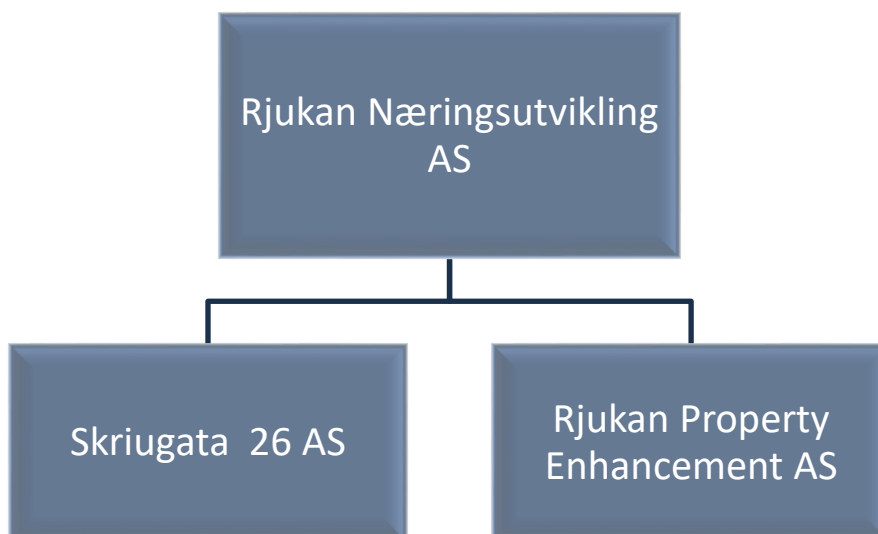 Rjukan Næringsutvikling
AS
Skriugata  26 AS
Rjukan Property
Enhancement AS